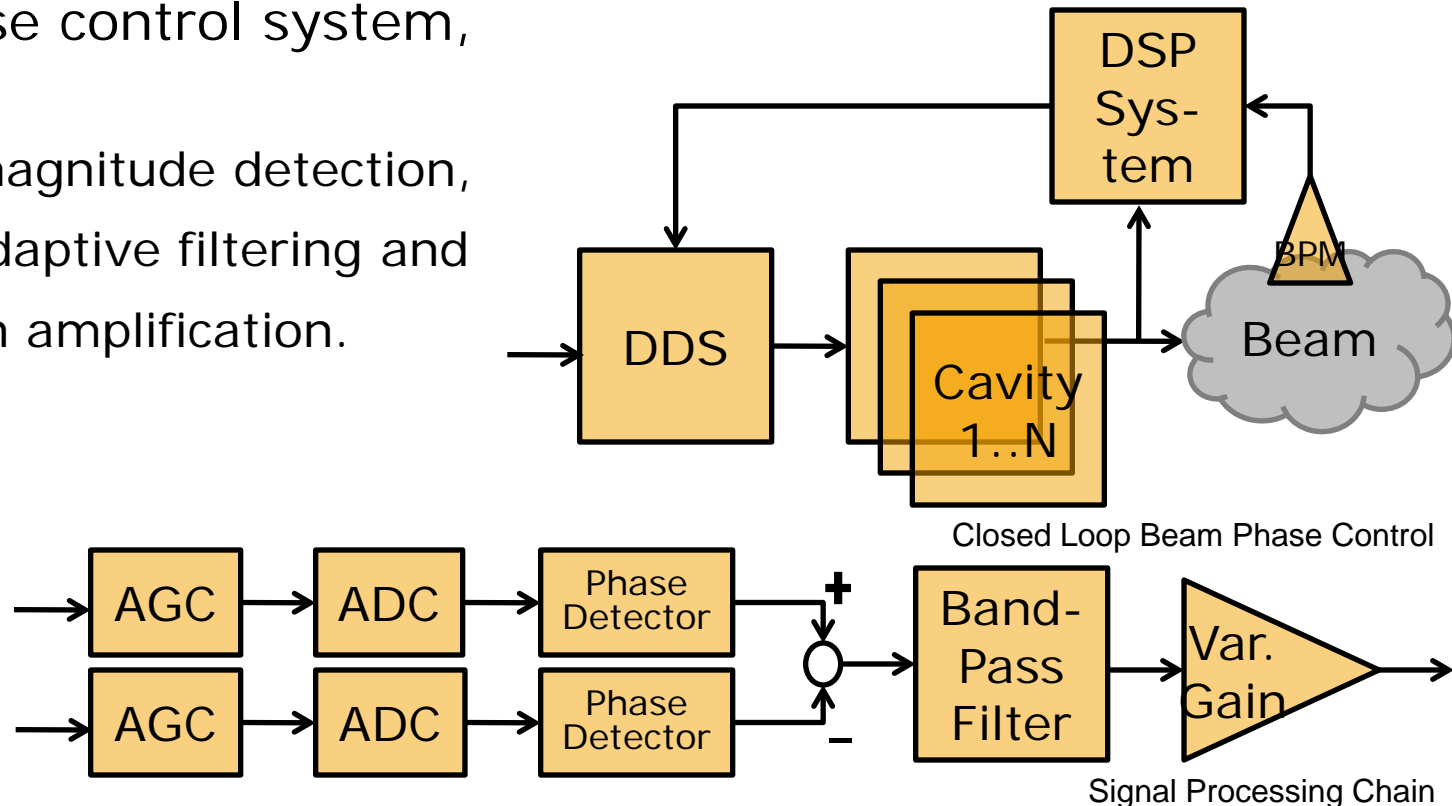 se control system,
magnitude detection,
daptive filtering and
n amplification.
DSP
Sys-
tem
BPM
Beam
DDS
Cavity
1..N
Closed Loop Beam Phase Control
AGC
ADC
Phase
Detector
+
AGC
ADC
Phase
Detector
–
Band-
Pass
Filter
Var.
Gain
Signal Processing Chain